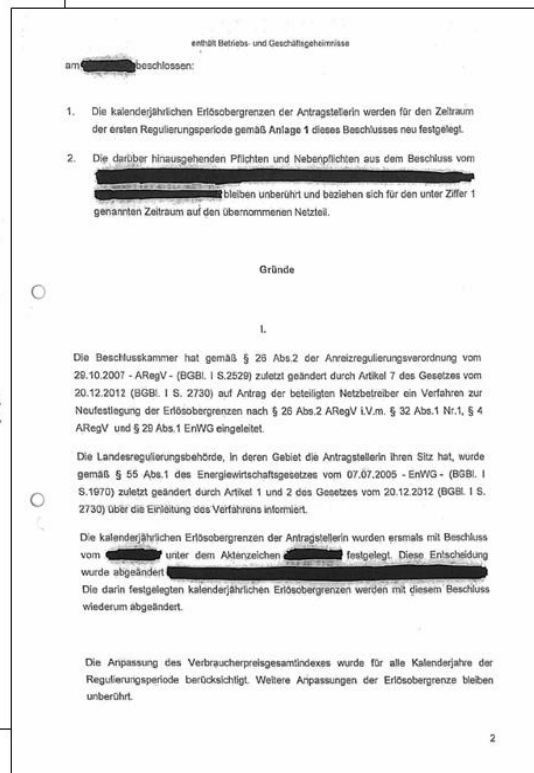 enthält Betriebs- und Geschäftsgeheimnisse
am beschlossen:
1. Die kalenderjährlichen Erlösobergrenzen der Antragstellerin werden für den Zeitraum
der ersten Regulierungsperiode gemäß Anlage 1 dieses Beschlusses neu festgelegt.
2. Die darüber hinausgehenden Pflichten und Nebenpflichten aus dem Beschluss vom
bleiben unberührt und beziehen sich für den unter Ziffer 1
genannten Zeitraum auf den übernommenen Netzteil.
Gründe
I.
Die Beschlusskammer hat gemäß § 26 Abs.2 der Anreizregulierungsverordnung vom
29.10.2007 - ARegV - (BGBl. I S.2529) zuletzt geändert durch Artikel 7 des Gesetzes vom
20.12.2012 (BGBl. I S. 2730) auf Antrag der beteiligten Netzbetreiber ein Verfahren zur
Neufestlegung der Erlösobergrenzen nach § 26 Abs.2 ARegV i.V.m. § 32 Abs.1 Nr.1, § 4
ARegV und § 29 Abs.1 EnWG eingeleitet.
Die Landesregulierungsbehörde, in deren Gebiet die Antragstellerin ihren Sitz hat, wurde
gemäß § 55 Abs.1 des Energiewirtschaftsgesetzes vom 07.07.2005 - EnWG - (BGBl. I
S.1970) zuletzt geändert durch Artikel 1 und 2 des Gesetzes vom 20.12.2012 (BGBl. I S.
2730) über die Einleitung des Verfahrens informiert.
Die kalenderjährlichen Erlösobergrenzen der Antragstellerin wurden ersmals mit Beschluss
vom unter dem Aktenzeichen festgelegt. Diese Entscheidung
wurde abgeändert
Die darin festgelegten kalenderjährlichen Erlösobergrenzen werden mit diesem Beschluss
wiederum abgeändert.
Die Anpassung des Verbraucherpreisgesamtindexes wurde für alle Kalenderjahre der
Regulierungsperiode berücksichtigt. Weitere Anpassungen der Erlösobergrenze bleiben
unberührt.
2